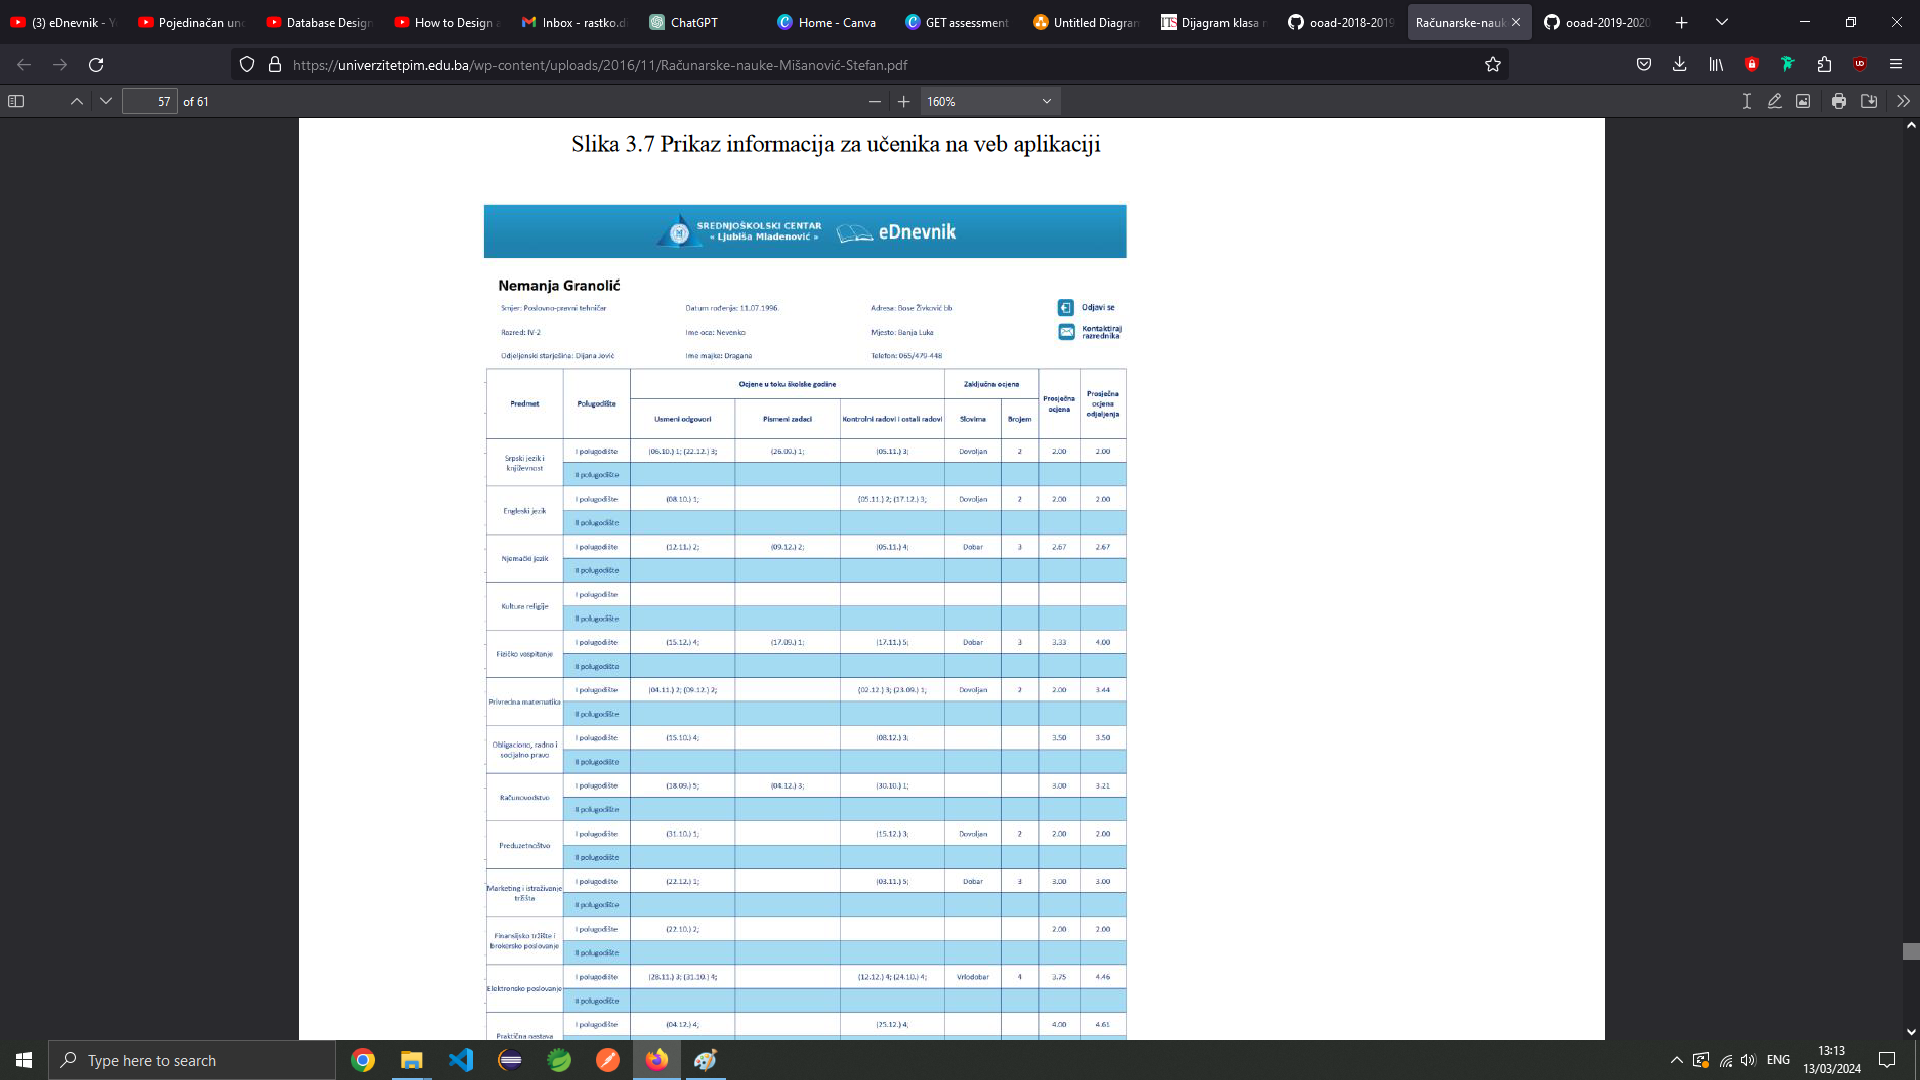 (3) eDnevnik - Y
Pojedinačan un
Database Design
How to Design a
Inbox - rastko.d
ChatGPT
Home - Canva
GET assessment
Untitled Diagram
Dijagram klasa
ooad-2018-2019
Računarske-nauk
ooad-2019-2020
https://univerzitetpim.edu.ba/wp-content/uploads/2016/11/Računarske-nauke-Mišanović-Stefan.pdf
57 of 61
160%
Slika 3.7 Prikaz informacija za učenika na veb aplikaciji
SREDNJOŠKOLSKI CENTAR
« Ljubiša Mladenović »
eDnevnik
Nemanja Granolić
Smjer: Poslovno-pravni tehničar Datum rođenja: 11.07.1996. Adresa: Bose Živković bb Odjavi se
Razred: IV-2 Ime oca: Nevenko Mjesto: Banja Luka Kontaktiraj
razrednika
Odjeljenski starješina: Dijana Jović Ime majke: Dragana Telefon: 065/479-448
Predmet Polugodište Ocjene u toku školske godine Zaključna ocjena Prosječna ocjena Prosječna ocjena odjeljenja
Usmeni odgovori Pismeni zadaci Kontrolni radovi i ostali radovi Slovima Brojem
Srpski jezik i književnost I polugodište (06.10.) 1; (22.12.) 3; (26.09.) 1; (05.11.) 3; Dovoljan 2 2.00 2.00
II polugodište
Engleski jezik I polugodište (08.10.) 1; (05.11.) 2; (17.12.) 3; Dovoljan 2 2.00 2.00
II polugodište
Njemački jezik I polugodište (12.11.) 2; (09.12.) 2; (05.11.) 4; Dobar 3 2.67 2.67
II polugodište
Kultura religije I polugodište
II polugodište
Fizičko vaspitanje I polugodište (15.12.) 4; (17.09.) 1; (17.11.) 5; Dobar 3 3.33 4.00
II polugodište
Privredna matematika I polugodište (04.11.) 2; (09.12.) 2; (02.12.) 3; (23.09.) 1; Dovoljan 2 2.00 3.44
II polugodište
Obligaciono, radno i socijalno pravo I polugodište (15.10.) 4; (08.12.) 3; 3.50 3.50
II polugodište
Računovodstvo I polugodište (18.09.) 5; (04.12.) 3; (30.10.) 1; 3.00 3.21
II polugodište
Preduzetništvo I polugodište (31.10.) 1; (15.12.) 3; Dovoljan 2 2.00 2.00
II polugodište
Marketing i istraživanje tržišta I polugodište (22.12.) 1; (03.11.) 5; Dobar 3 3.00 3.00
II polugodište
Finansijsko tržište i brokersko poslovanje I polugodište (22.10.) 2; 2.00 2.00
II polugodište
Elektronsko poslovanje I polugodište (28.11.) 3; (31.10.) 4; (12.12.) 4; (24.10.) 4; Vrlodobar 4 3.75 4.46
II polugodište
Praktična nastava I polugodište (04.12.) 4; (25.12.) 4; 4.00 4.61
Type here to search
ENG
13:13
13/03/2024